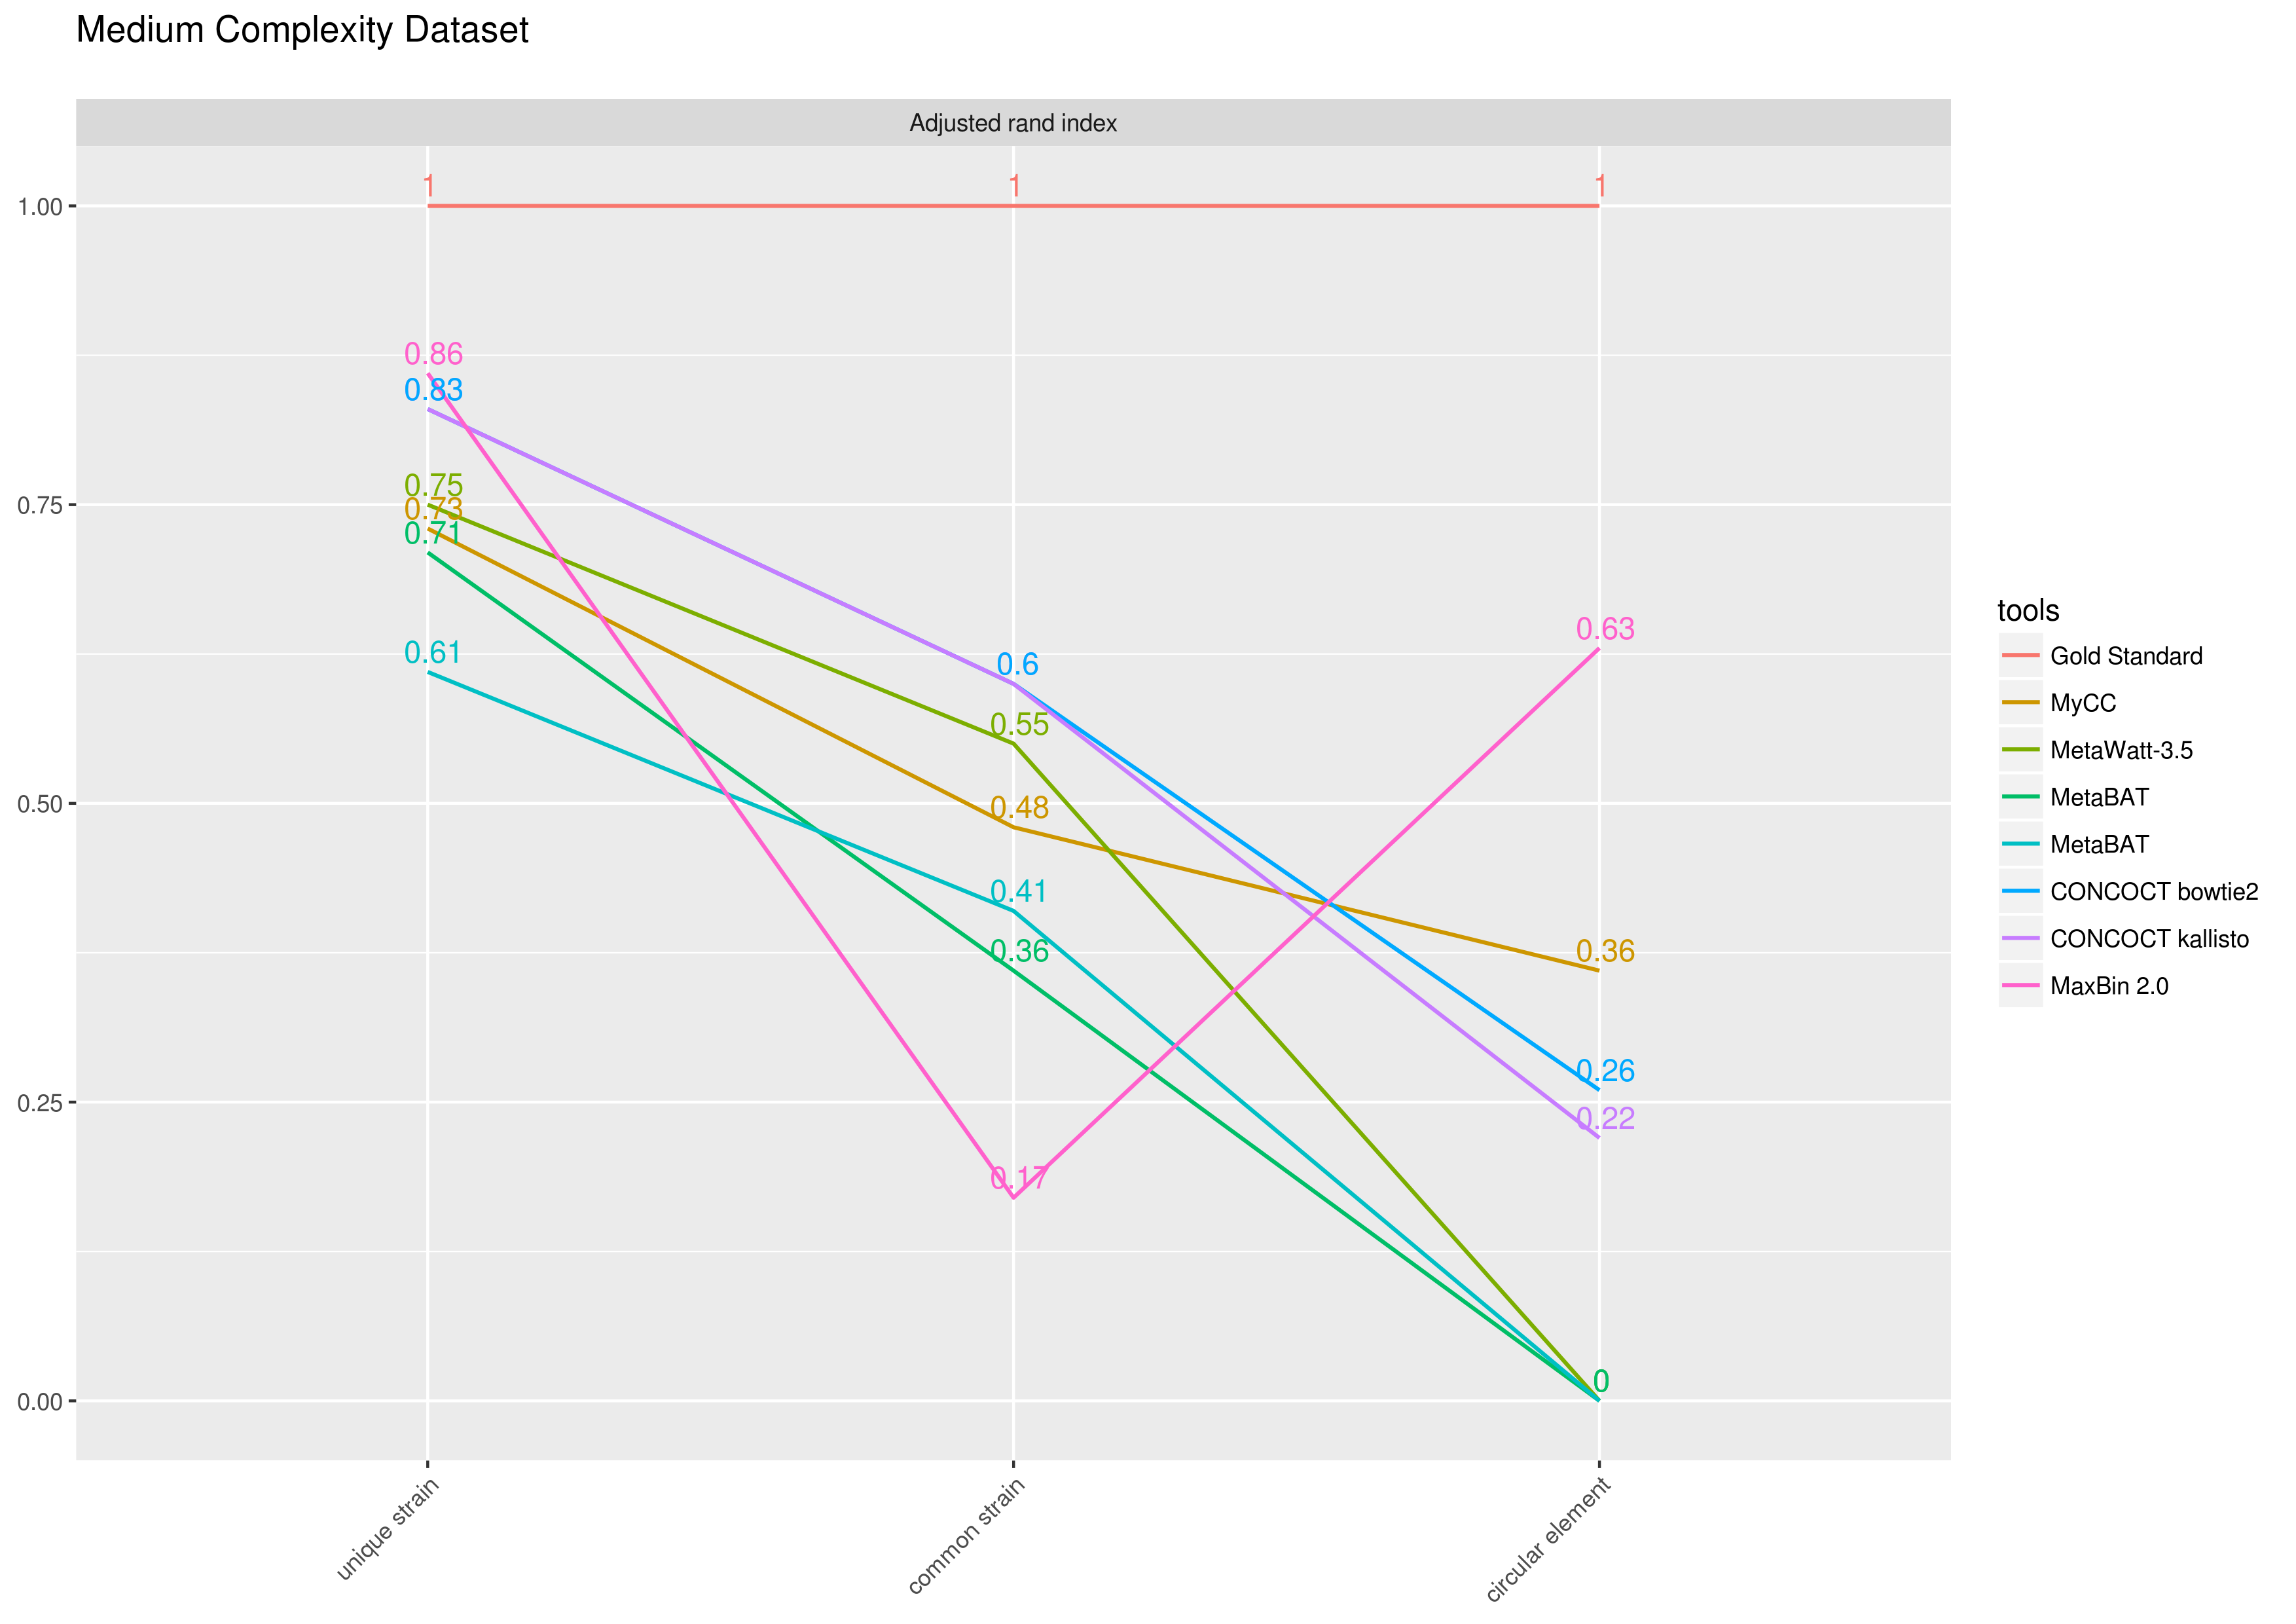 Medium Complexity Dataset
Adjusted rand index
1 1 1
1.00
0.86
0.83
0.75
0.75
0.73
0.71
0.61
0.63
0.6
0.55
0.50
0.48
0.41
0.36
0.36
0.26
0.25
0.22
0.17
0
0.00
unique strain
common strain
circular element
tools
Gold Standard
MyCC
MetaWatt-3.5
MetaBAT
MetaBAT
CONCOCT bowtie2
CONCOCT kallisto
MaxBin 2.0